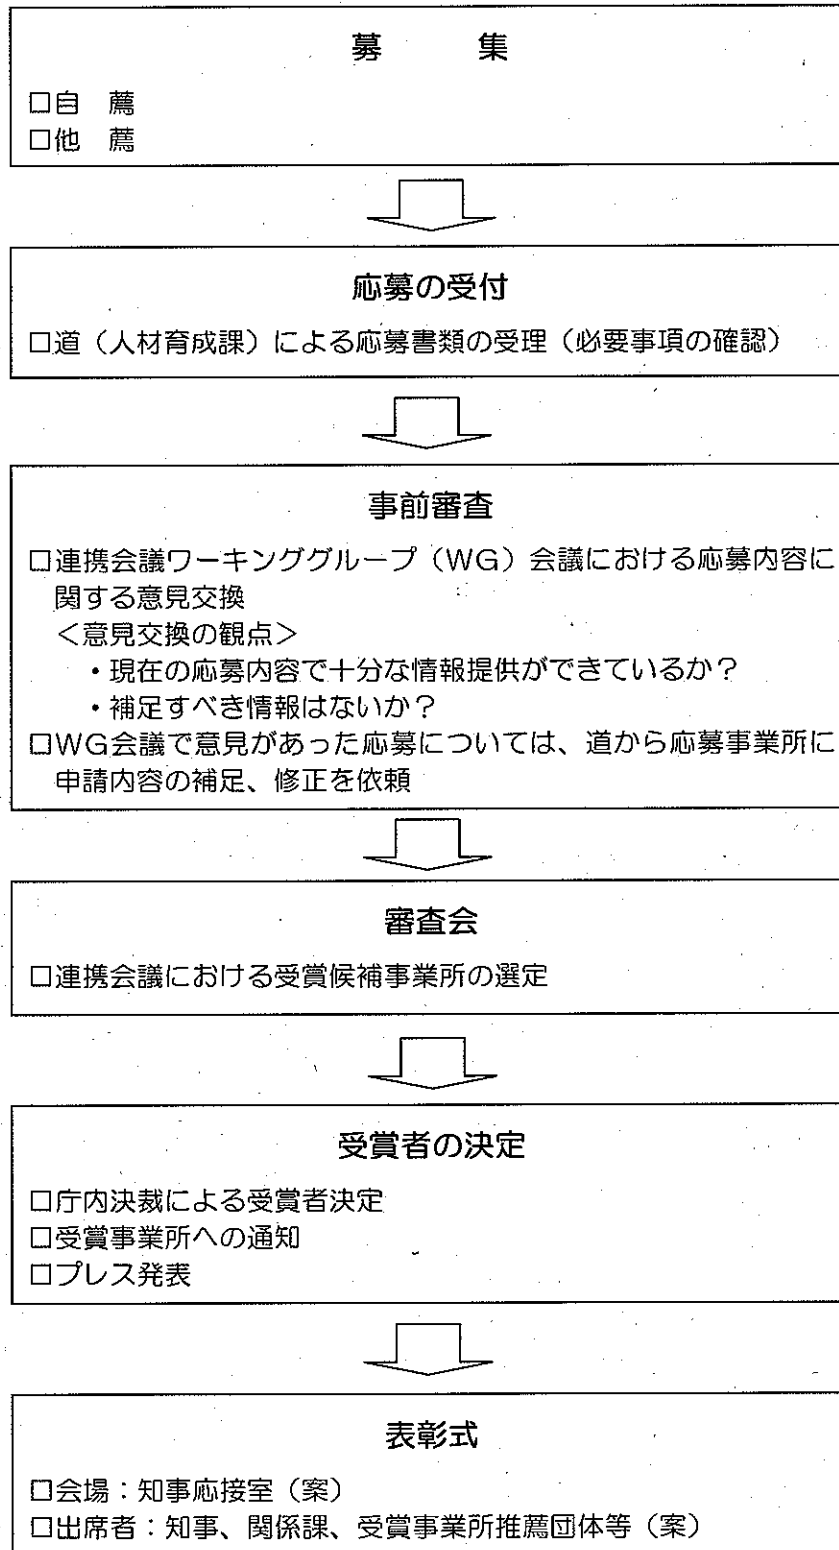 募　　集
□自　薦
□他　薦
応募の受付
□道（人材育成課）による応募書類の受理（必要事項の確認）
事前審査
□連携会議ワーキンググループ（WG）会議における応募内容に
関する意見交換
＜意見交換の観点＞
・現在の応募内容で十分な情報提供ができているか？
・補足すべき情報はないか？
□WG会議で意見があった応募については、道から応募事業所に
申請内容の補足、修正を依頼
審査会
□連携会議における受賞候補事業所の選定
受賞者の決定
□庁内決裁による受賞者決定
□受賞事業所への通知
□プレス発表
表彰式
□会場：知事応接室（案）
□出席者：知事、関係課、受賞事業所推薦団体等（案）